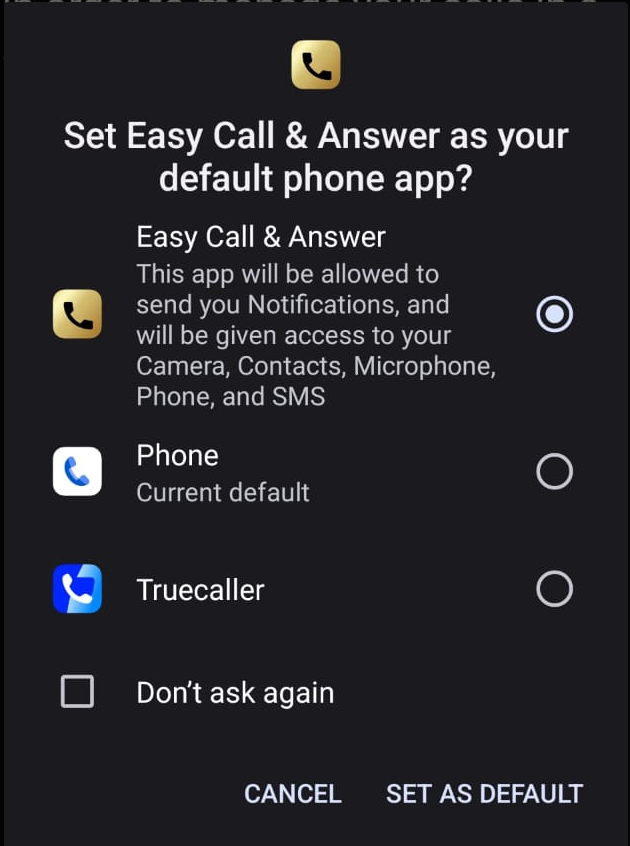 Set Easy Call & Answer as your
default phone app?
Easy Call & Answer
This app will be allowed to
send you Notifications, and
will be given access to your
Camera, Contacts, Microphone,
Phone, and SMS
Phone
Current default
Truecaller
Don’t ask again
CANCEL SET AS DEFAULT